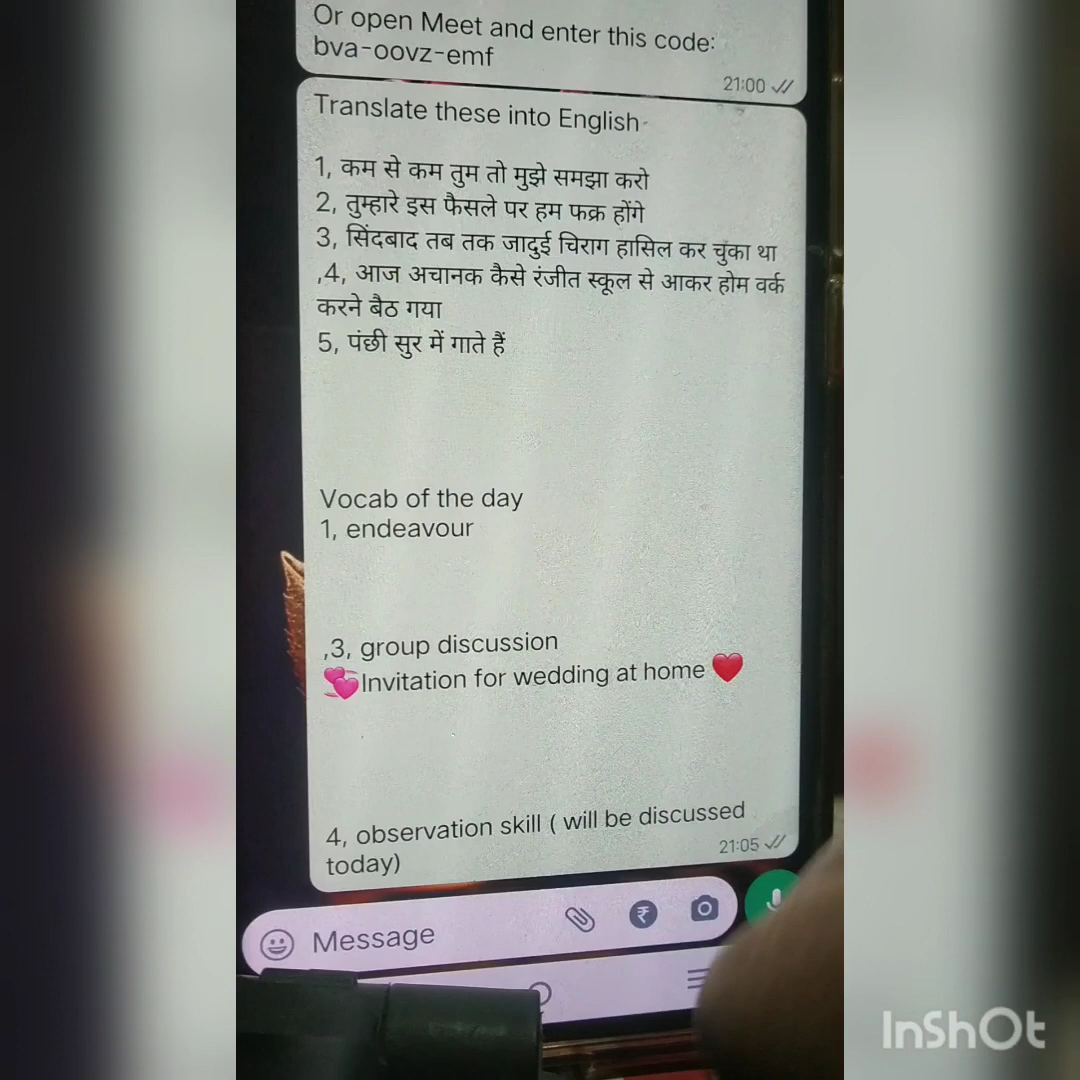 Or open Meet and enter this code:
bva-oovz-emf
21:00
Translate these into English
1, कम से कम तुम तो मुझे समझा करो
2, तुम्हारे इस फैसले पर हम फक्र होंगे
3, सिंदबाद तब तक जादुई चिराग हासिल कर चुका था
,4, आज अचानक कैसे रंजीत स्कूल से आकर होम वर्क
करने बैठ गया
5, पंछी सुर में गाते हैं
Vocab of the day
1, endeavour
,3, group discussion
💞Invitation for wedding at home ❤️
4, observation skill ( will be discussed
today)
21:05
Message
InShOt